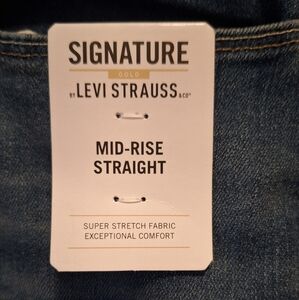 SIGNATURE
GOLD
BY LEVI STRAUSS &CO
MID-RISE
STRAIGHT
SUPER STRETCH FABRIC
EXCEPTIONAL COMFORT